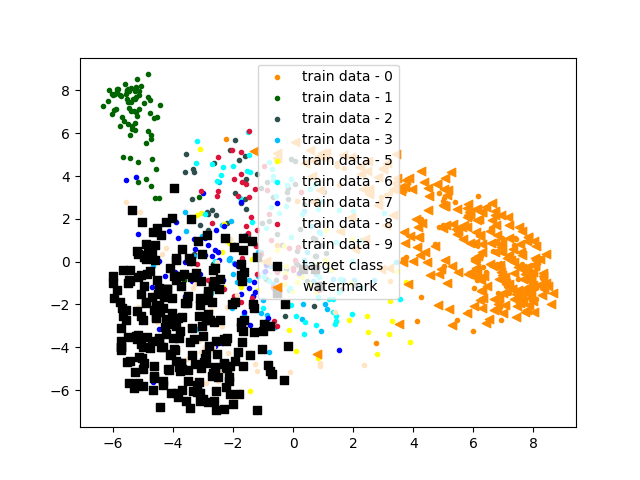 train data - 0
train data - 1
train data - 2
train data - 3
train data - 5
train data - 6
train data - 7
train data - 8
train data - 9
target class
watermark
8
6
4
2
0
−2
−4
−6
−6 −4 −2 0 2 4 6 8